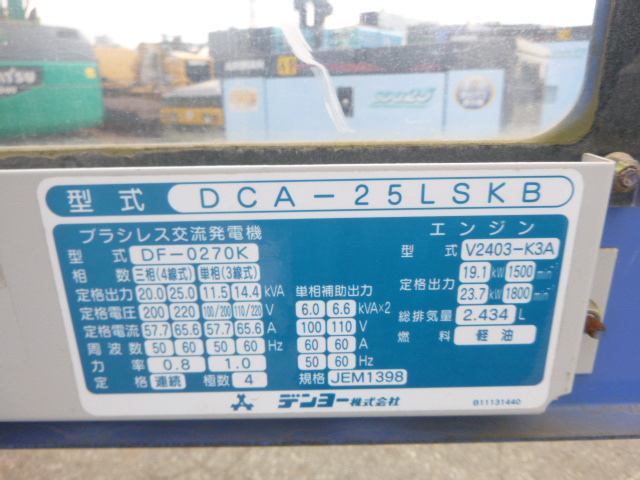 型式 DCA-25LSKB
ブラシレス交流発電機
型式 DF-0270K
相数 三相(4線式) 単相(3線式)
定格出力 20.0 25.0 11.5 14.4 kVA
定格電圧 200 220 100/200 110/220 V
定格電流 57.7 65.6 57.7 65.6 A
周波数 50 60 50 60 Hz
力率 0.8 1.0
定格 連続 極数 4
単相補助出力
6.0 6.6 kVA×2
100 110 V
60 60 A
50 60 Hz
規格 JEM1398
エンジン
型式 V2403-K3A
定格出力 19.1 kW 1500 min⁻¹
23.7 kW 1800 min⁻¹
総排気量 2.434 L
燃料 軽油
デンヨー株式会社
B11131440